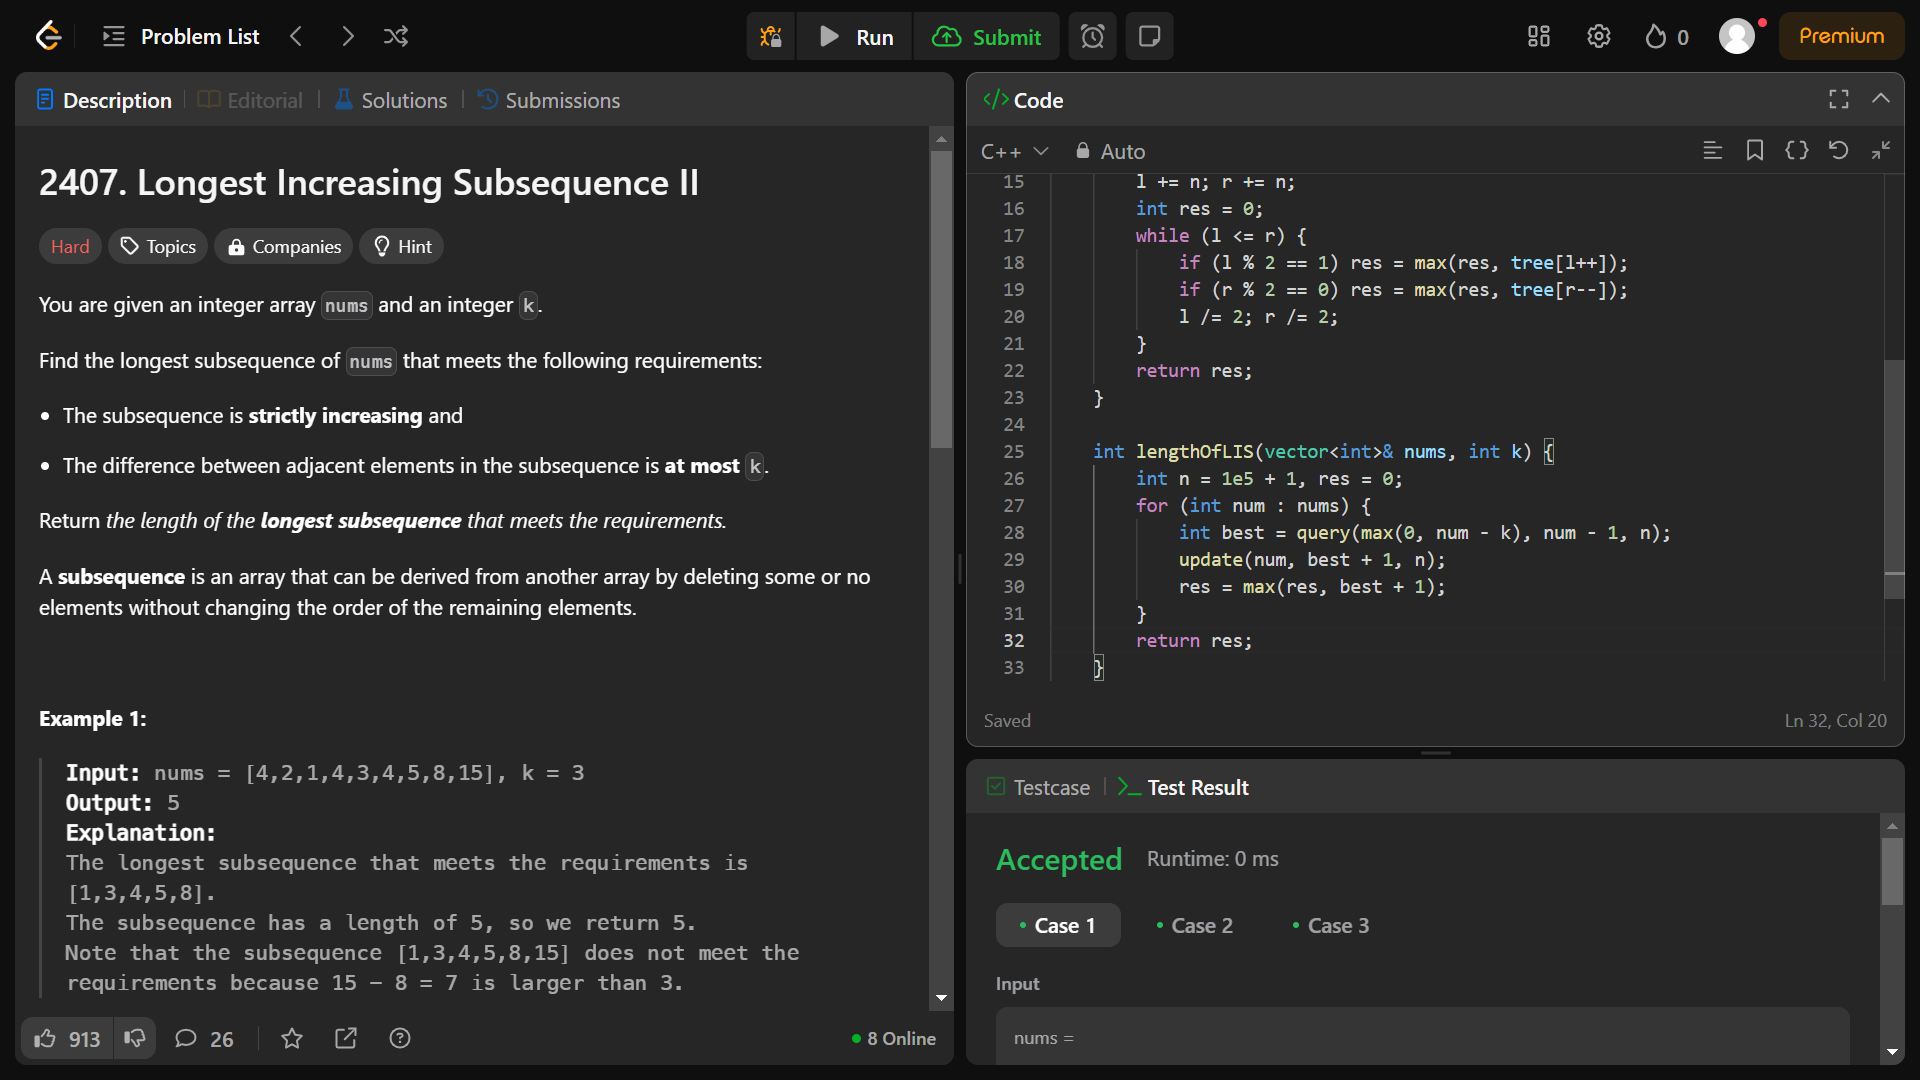 Problem List
Run
Submit
0
Premium
Description
Editorial
Solutions
Submissions
2407. Longest Increasing Subsequence II
Hard
Topics
Companies
Hint
You are given an integer array nums and an integer k.
Find the longest subsequence of nums that meets the following requirements:
• The subsequence is strictly increasing and
• The difference between adjacent elements in the subsequence is at most k.
Return the length of the longest subsequence that meets the requirements.
A subsequence is an array that can be derived from another array by deleting some or no
elements without changing the order of the remaining elements.
Example 1:
Input: nums = [4,2,1,4,3,4,5,8,15], k = 3
Output: 5
Explanation:
The longest subsequence that meets the requirements is
[1,3,4,5,8].
The subsequence has a length of 5, so we return 5.
Note that the subsequence [1,3,4,5,8,15] does not meet the
requirements because 15 - 8 = 7 is larger than 3.
913
26
8 Online
</> Code
C++
Auto
15 l += n; r += n;
16 int res = 0;
17 while (l <= r) {
18 if (l % 2 == 1) res = max(res, tree[l++]);
19 if (r % 2 == 0) res = max(res, tree[r--]);
20 l /= 2; r /= 2;
21 }
22 return res;
23 }
24
25 int lengthOfLIS(vector<int>& nums, int k) {
26 int n = 1e5 + 1, res = 0;
27 for (int num : nums) {
28 int best = query(max(0, num - k), num - 1, n);
29 update(num, best + 1, n);
30 res = max(res, best + 1);
31 }
32 return res;
33 }
Saved
Ln 32, Col 20
Testcase
Test Result
Accepted
Runtime: 0 ms
• Case 1
• Case 2
• Case 3
Input
nums =